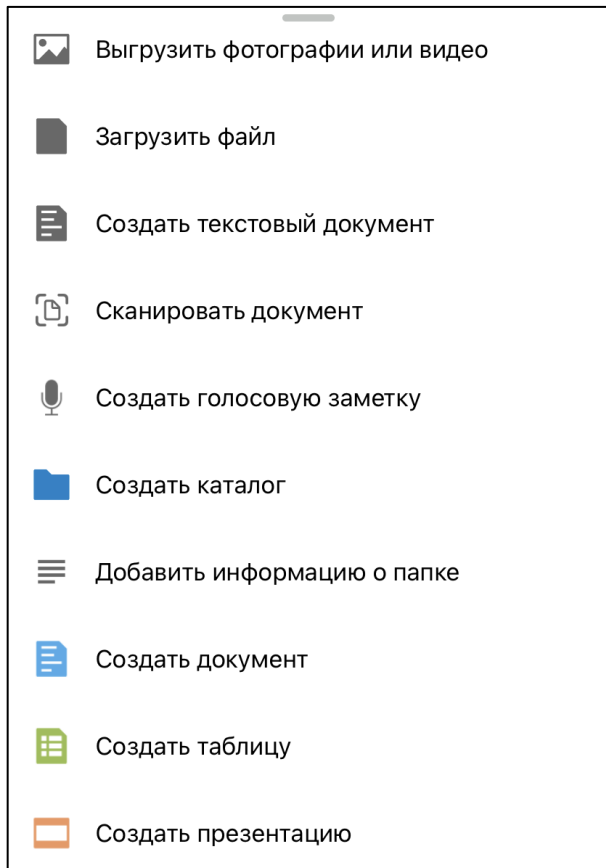 Выгрузить фотографии или видео
Загрузить файл
Создать текстовый документ
Сканировать документ
Создать голосовую заметку
Создать каталог
Добавить информацию о папке
Создать документ
Создать таблицу
Создать презентацию